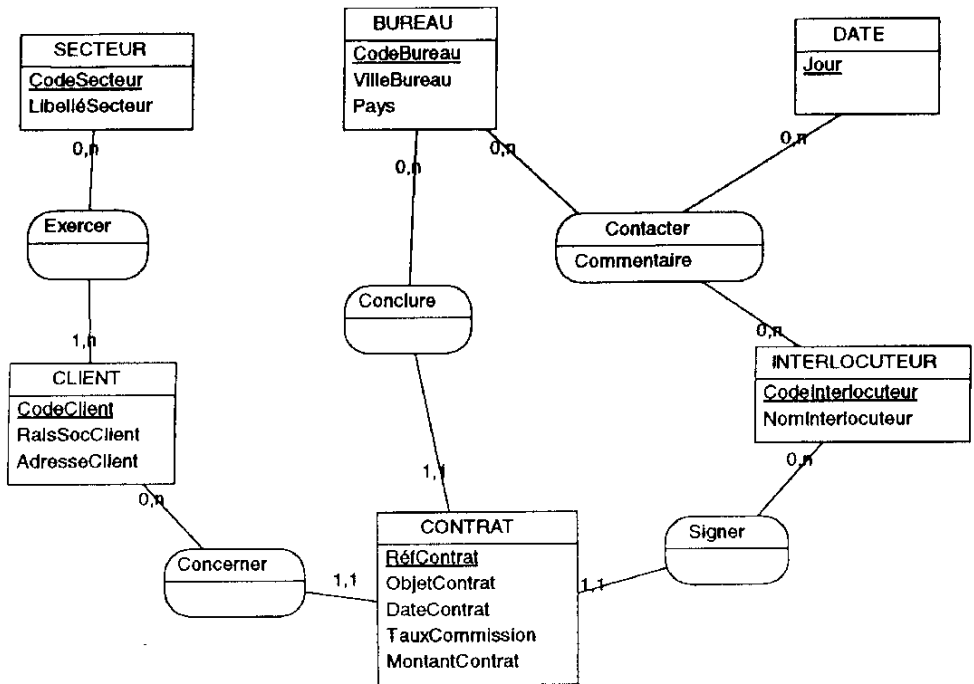 SECTEUR
CodeSecteur
LibelléSecteur
BUREAU
CodeBureau
VilleBureau
Pays
DATE
Jour
0,n
0,n
0,n
0,n
Exercer
Contacter
Commentaire
Conclure
1,n
0,n
CLIENT
CodeClient
RaisSocClient
AdresseClient
INTERLOCUTEUR
CodeInterlocuteur
NomInterlocuteur
0,n
1,1
0,n
Concerner
1,1
CONTRAT
RéfContrat
ObjetContrat
DateContrat
TauxCommission
MontantContrat
1,1
Signer